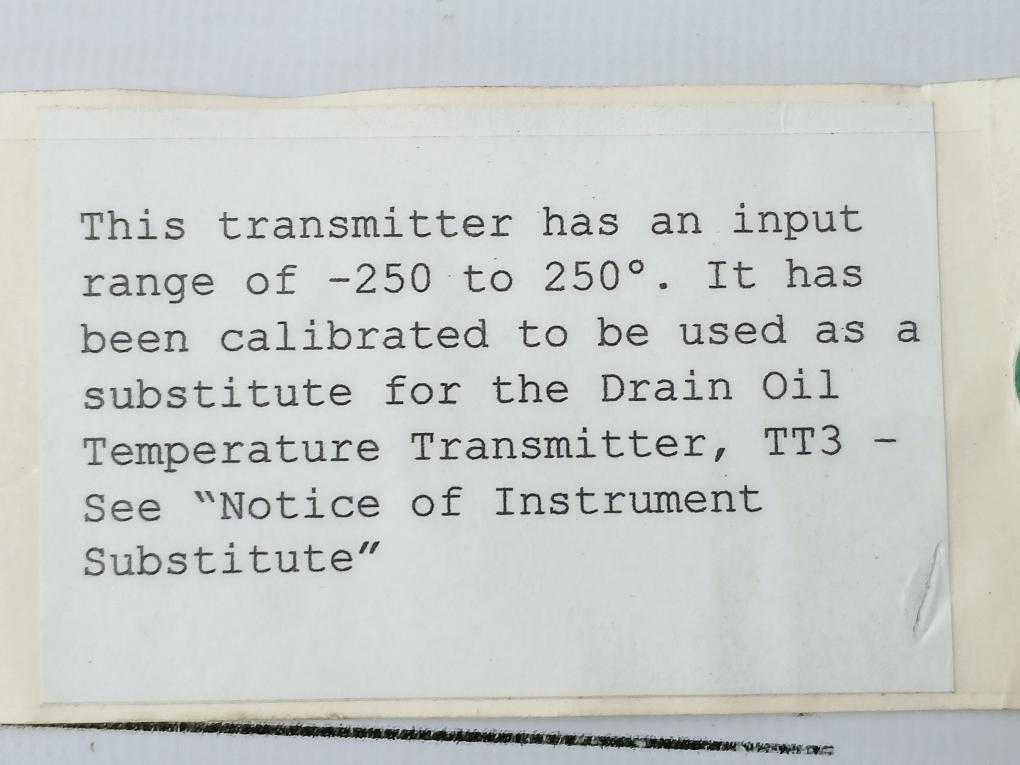 This transmitter has an input
range of -250 to 250°. It has
been calibrated to be used as a
substitute for the Drain Oil
Temperature Transmitter, TT3 -
See “Notice of Instrument
Substitute”